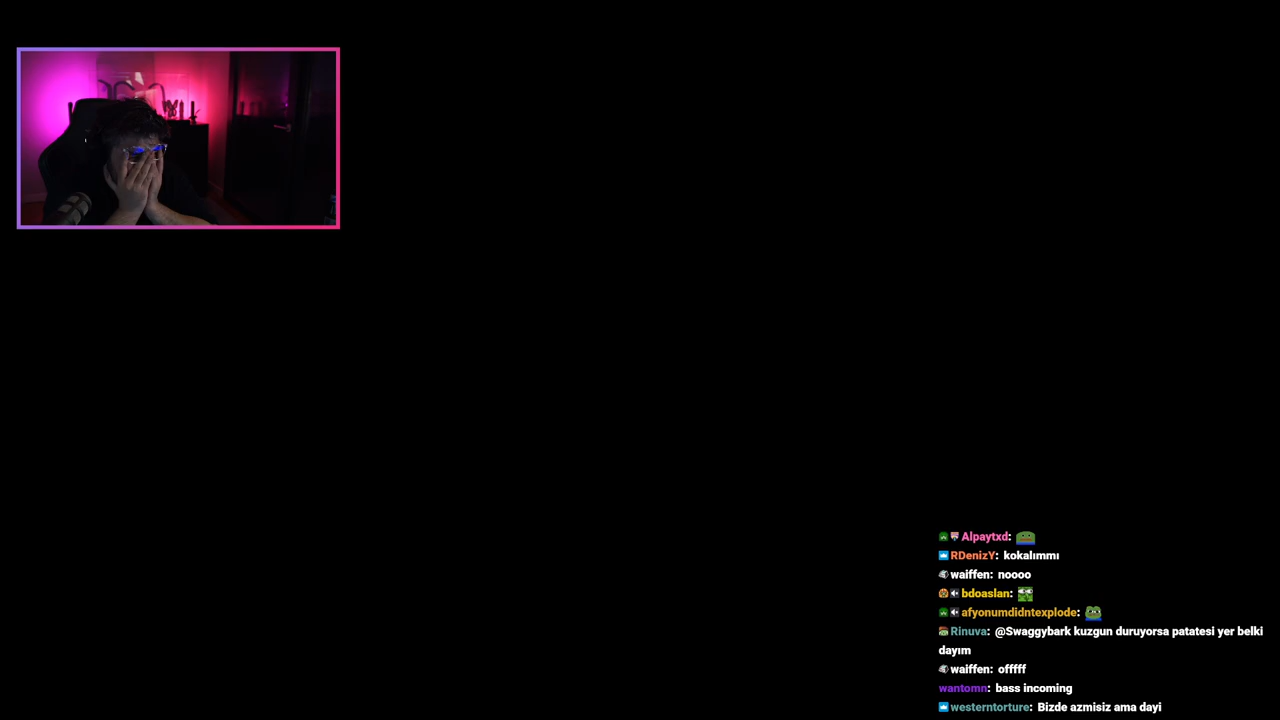 Alpaytxd:
RDenizY: kokalımmı
waiffen: noooo
bdoaslan:
afyonumdidntexplode:
Rinuva: @Swaggybark kuzgun duruyorsa patatesi yer belki
dayım
waiffen: offfff
wantomn: bass incoming
westerntorture: Bizde azmisiz ama dayi